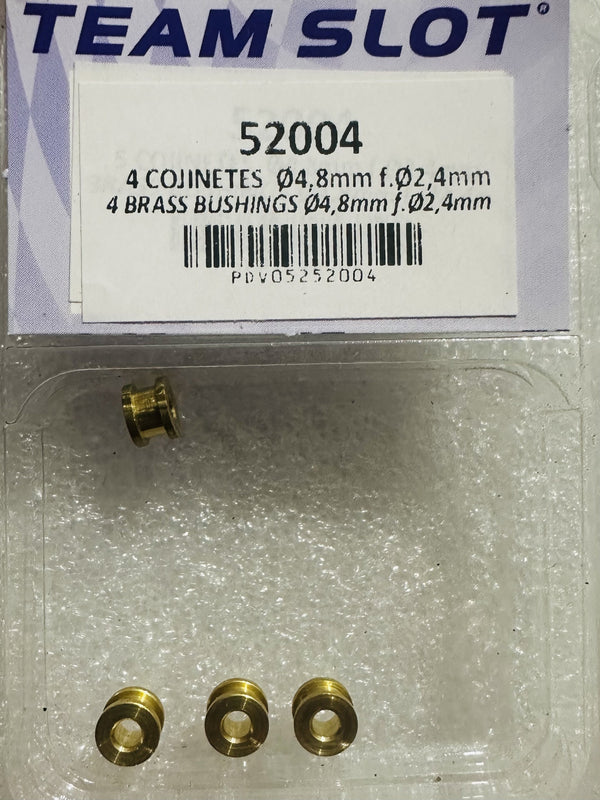 TEAM SLOT®
52004
4 COJINETES Ø4,8mm f.Ø2,4mm
4 BRASS BUSHINGS Ø4,8mm f.Ø2,4mm
PDV05252004